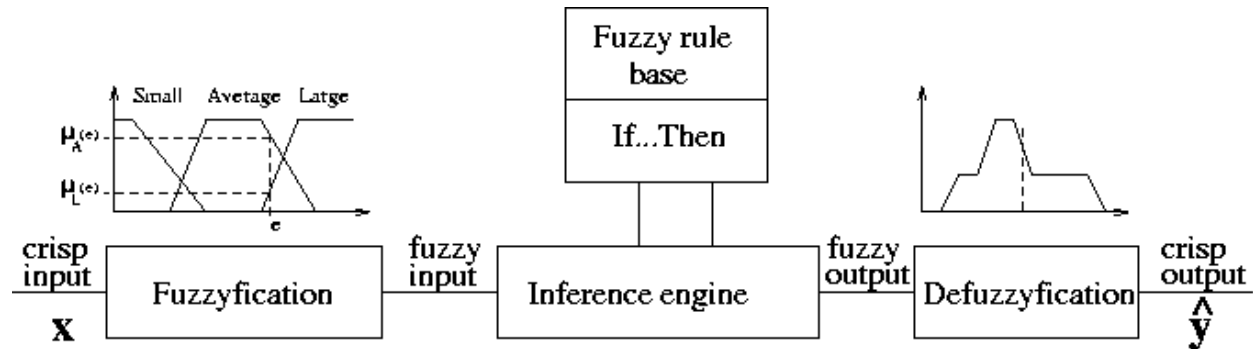 Fuzzy rule
base
If...Then
Small Avetage Latge
μA(e)
μL(e)
e
crisp
input
x
Fuzzyfication
fuzzy
input
Inference engine
fuzzy
output
Defuzzyfication
crisp
output
ŷ